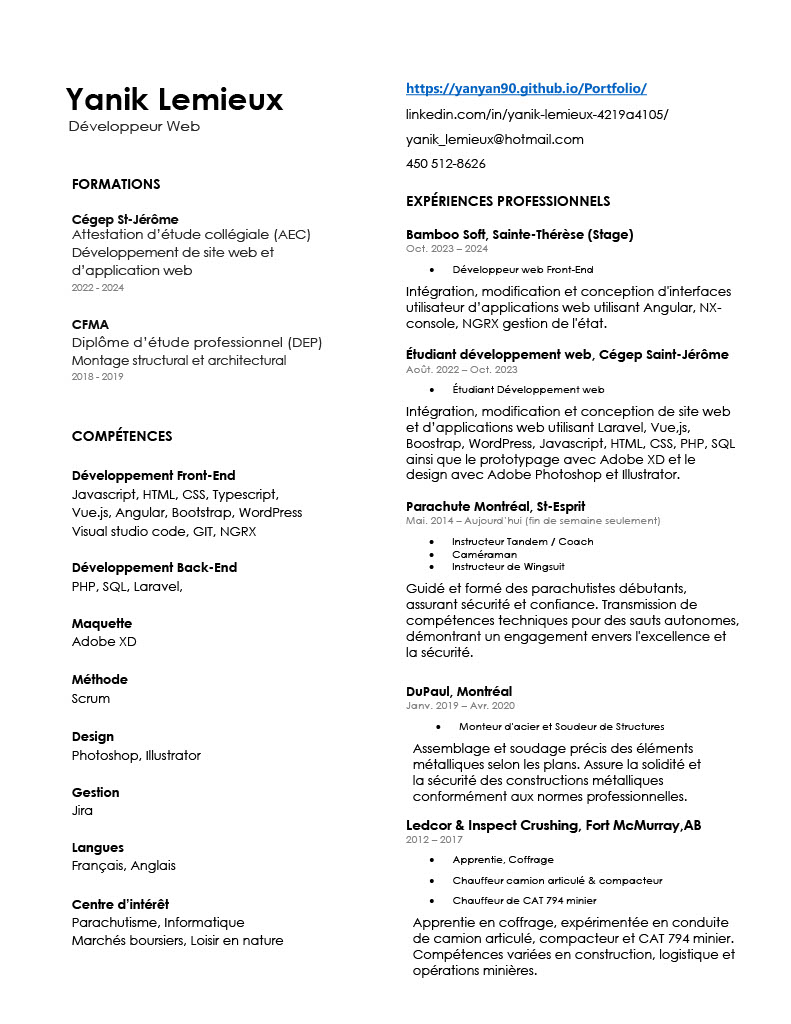 Yanik Lemieux
Développeur Web
FORMATIONS
Cégep St-Jérôme
Attestation d’étude collégiale (AEC)
Développement de site web et
d’application web
2022 - 2024
CFMA
Diplôme d’étude professionnel (DEP)
Montage structural et architectural
2018 - 2019
COMPÉTENCES
Développement Front-End
Javascript, HTML, CSS, Typescript,
Vue.js, Angular, Bootstrap, WordPress
Visual studio code, GIT, NGRX
Développement Back-End
PHP, SQL, Laravel,
Maquette
Adobe XD
Méthode
Scrum
Design
Photoshop, Illustrator
Gestion
Jira
Langues
Français, Anglais
Centre d’intérêt
Parachutisme, Informatique
Marchés boursiers, Loisir en nature
https://yanyan90.github.io/Portfolio/
linkedin.com/in/yanik-lemieux-4219a4105/
yanik_lemieux@hotmail.com
450 512-8626
EXPÉRIENCES PROFESSIONNELS
Bamboo Soft, Sainte-Thérèse (Stage)
Oct. 2023 – 2024
• Développeur web Front-End
Intégration, modification et conception d'interfaces
utilisateur d’applications web utilisant Angular, NX-
console, NGRX gestion de l'état.
Étudiant développement web, Cégep Saint-Jérôme
Août. 2022 – Oct. 2023
• Étudiant Développement web
Intégration, modification et conception de site web
et d’applications web utilisant Laravel, Vue,js,
Boostrap, WordPress, Javascript, HTML, CSS, PHP, SQL
ainsi que le prototypage avec Adobe XD et le
design avec Adobe Photoshop et Illustrator.
Parachute Montréal, St-Esprit
Mai. 2014 – Aujourd’hui (fin de semaine seulement)
• Instructeur Tandem / Coach
• Caméraman
• Instructeur de Wingsuit
Guidé et formé des parachutistes débutants,
assurant sécurité et confiance. Transmission de
compétences techniques pour des sauts autonomes,
démontrant un engagement envers l'excellence et
la sécurité.
DuPaul, Montréal
Janv. 2019 – Avr. 2020
• Monteur d'acier et Soudeur de Structures
Assemblage et soudage précis des éléments
métalliques selon les plans. Assure la solidité et
la sécurité des constructions métalliques
conformément aux normes professionnelles.
Ledcor & Inspect Crushing, Fort McMurray,AB
2012 – 2017
• Apprentie, Coffrage
• Chauffeur camion articulé & compacteur
• Chauffeur de CAT 794 minier
Apprentie en coffrage, expérimentée en conduite
de camion articulé, compacteur et CAT 794 minier.
Compétences variées en construction, logistique et
opérations minières.